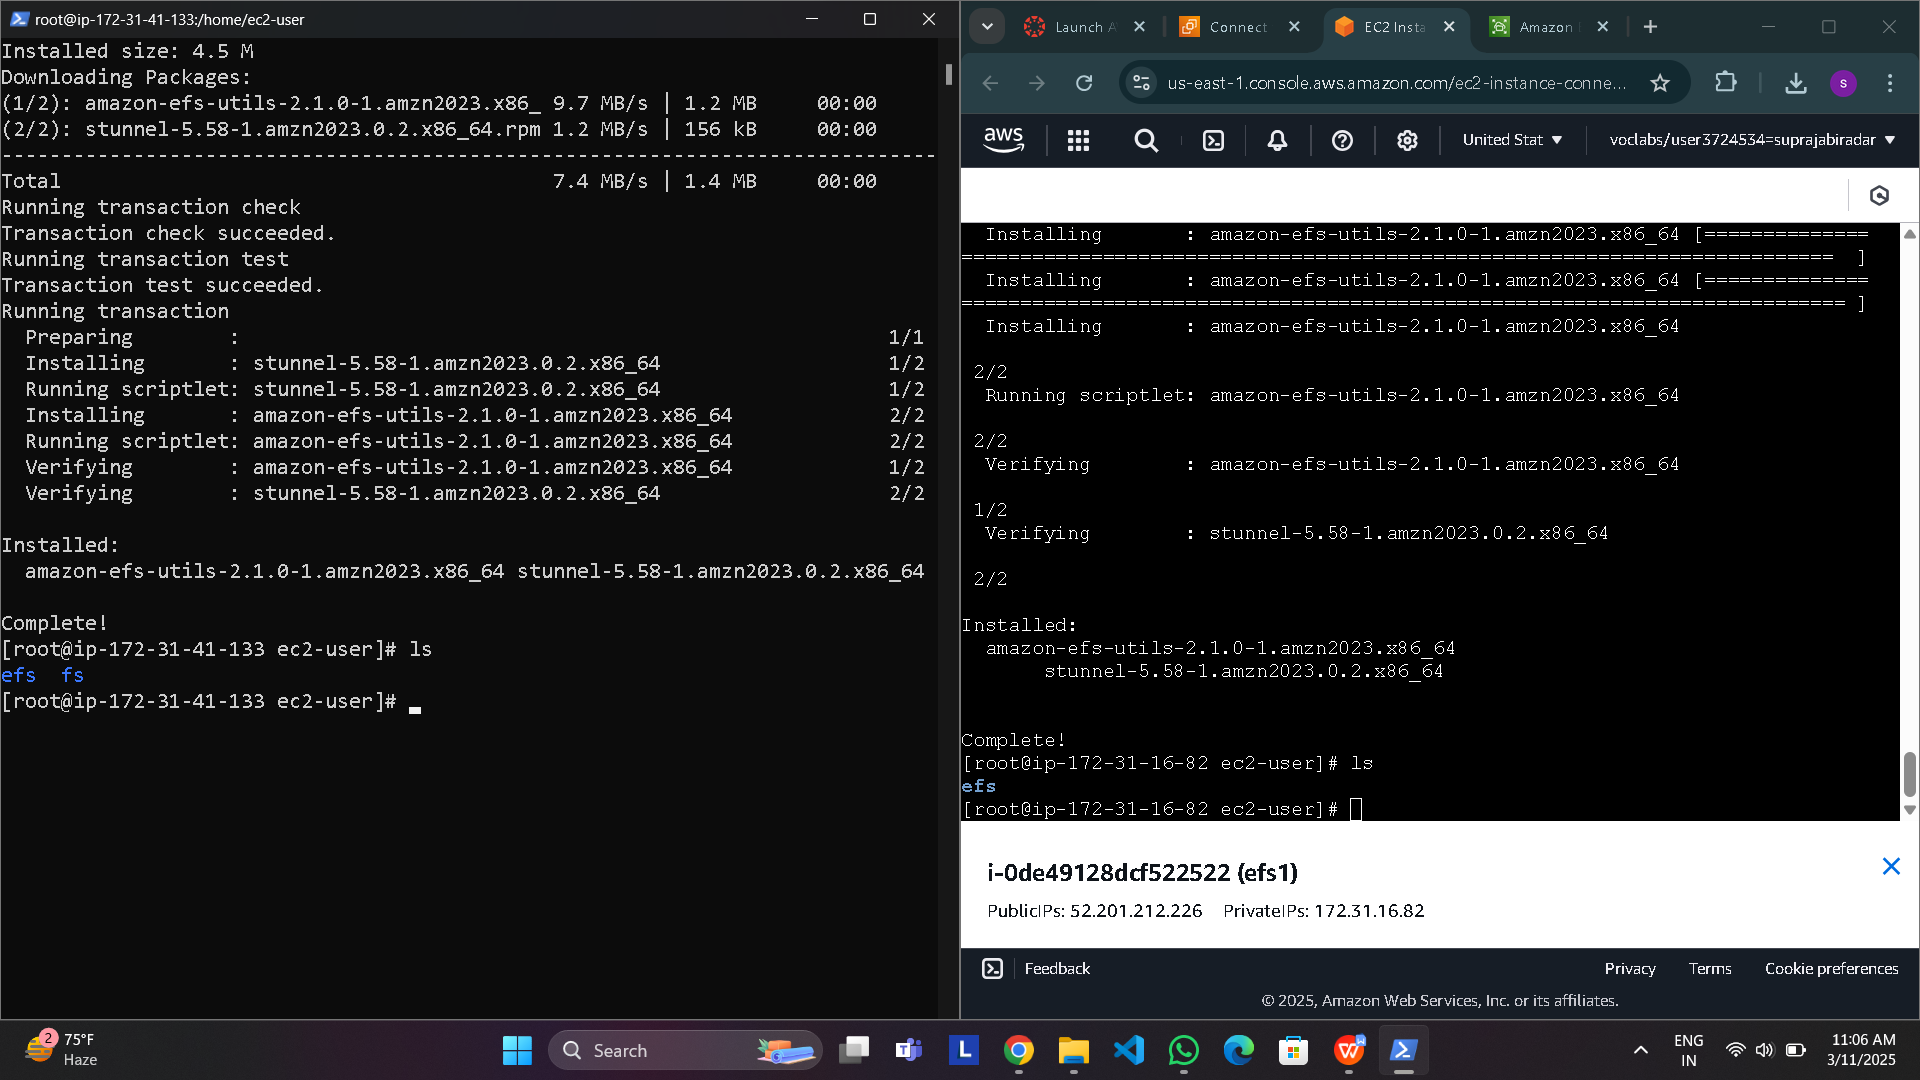 root@ip-172-31-41-133:/home/ec2-user
Installed size: 4.5 M
Downloading Packages:
(1/2): amazon-efs-utils-2.1.0-1.amzn2023.x86_ 9.7 MB/s | 1.2 MB     00:00
(2/2): stunnel-5.58-1.amzn2023.0.2.x86_64.rpm 1.2 MB/s | 156 kB     00:00
------------------------------------------------------------------------------
Total                                         7.4 MB/s | 1.4 MB     00:00
Running transaction check
Transaction check succeeded.
Running transaction test
Transaction test succeeded.
Running transaction
  Preparing        :                                                      1/1
  Installing       : stunnel-5.58-1.amzn2023.0.2.x86_64                   1/2
  Running scriptlet: stunnel-5.58-1.amzn2023.0.2.x86_64                   1/2
  Installing       : amazon-efs-utils-2.1.0-1.amzn2023.x86_64             2/2
  Running scriptlet: amazon-efs-utils-2.1.0-1.amzn2023.x86_64             2/2
  Verifying        : amazon-efs-utils-2.1.0-1.amzn2023.x86_64             1/2
  Verifying        : stunnel-5.58-1.amzn2023.0.2.x86_64                   2/2
Installed:
  amazon-efs-utils-2.1.0-1.amzn2023.x86_64 stunnel-5.58-1.amzn2023.0.2.x86_64
Complete!
[root@ip-172-31-41-133 ec2-user]# ls
efs  fs
[root@ip-172-31-41-133 ec2-user]#
Launch A
Connect
EC2 Insta
Amazon
us-east-1.console.aws.amazon.com/ec2-instance-conne...
s
aws
United Stat
voclabs/user3724534=suprajabiradar
  Installing       : amazon-efs-utils-2.1.0-1.amzn2023.x86_64 [==============
==========================================================================  ]
  Installing       : amazon-efs-utils-2.1.0-1.amzn2023.x86_64 [==============
=========================================================================== ]
  Installing       : amazon-efs-utils-2.1.0-1.amzn2023.x86_64
 2/2
  Running scriptlet: amazon-efs-utils-2.1.0-1.amzn2023.x86_64
 2/2
  Verifying        : amazon-efs-utils-2.1.0-1.amzn2023.x86_64
 1/2
  Verifying        : stunnel-5.58-1.amzn2023.0.2.x86_64
 2/2
Installed:
  amazon-efs-utils-2.1.0-1.amzn2023.x86_64
       stunnel-5.58-1.amzn2023.0.2.x86_64
Complete!
[root@ip-172-31-16-82 ec2-user]# ls
efs
[root@ip-172-31-16-82 ec2-user]#
i-0de49128dcf522522 (efs1)
PublicIPs: 52.201.212.226 PrivateIPs: 172.31.16.82
Feedback
Privacy
Terms
Cookie preferences
© 2025, Amazon Web Services, Inc. or its affiliates.
2
75°F
Haze
Search
L
W
ENG
IN
11:06 AM
3/11/2025